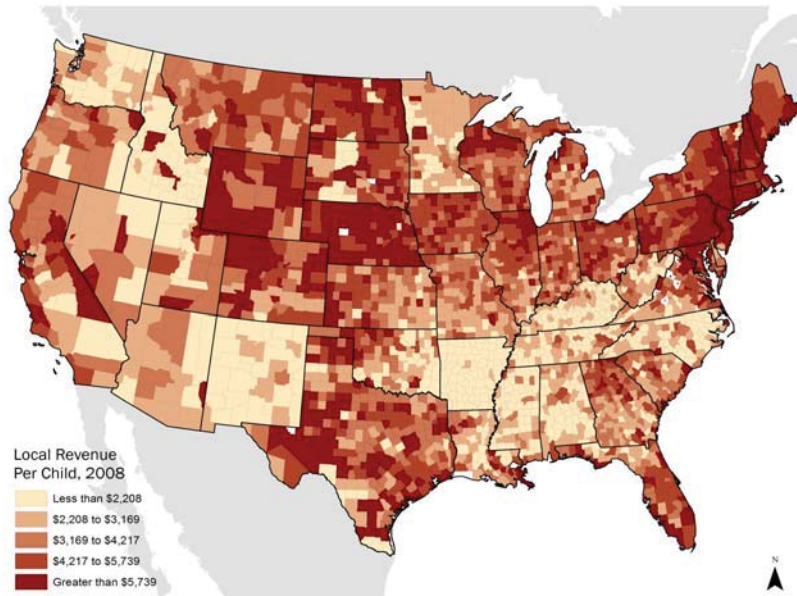 Local Revenue
Per Child, 2008
Less than $2,208
$2,208 to $3,169
$3,169 to $4,217
$4,217 to $5,739
Greater than $5,739
N